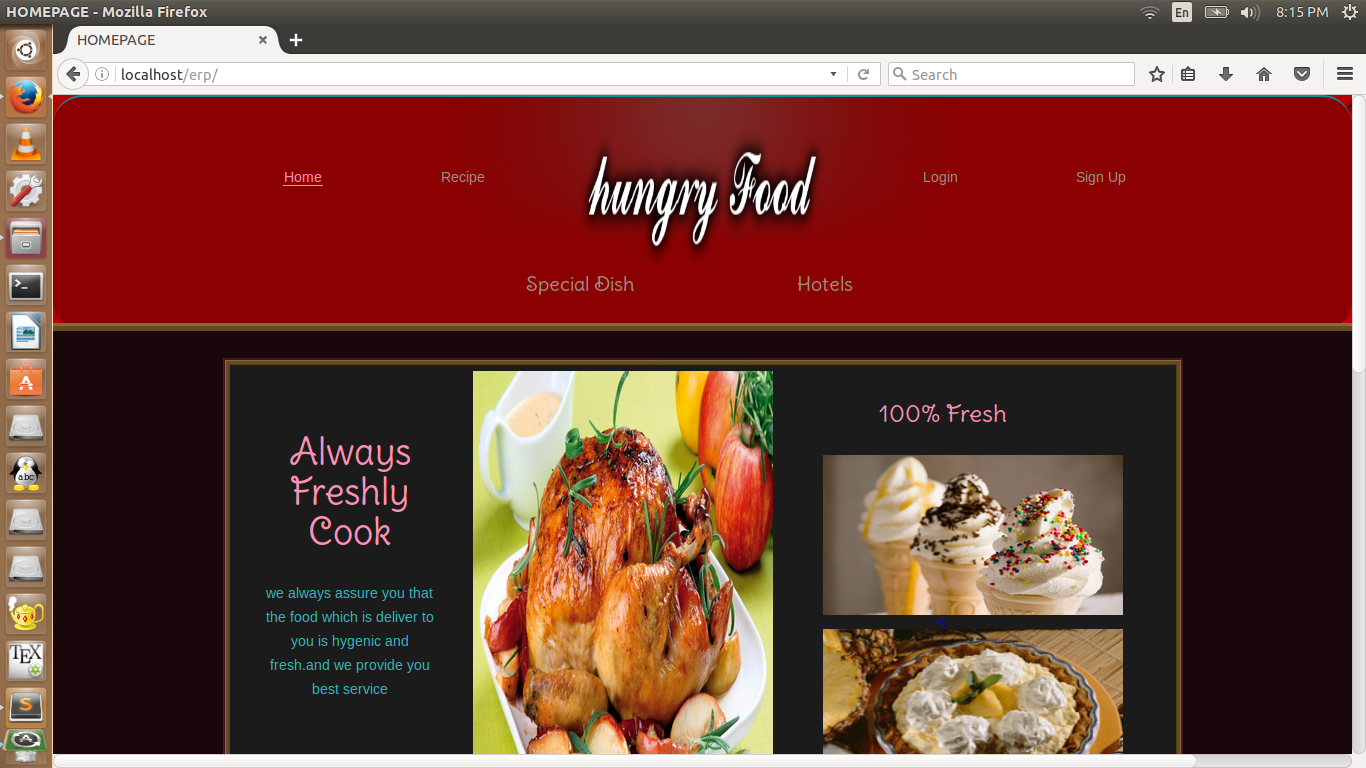 HOMEPAGE - Mozilla Firefox
En
8:15 PM
HOMEPAGE
localhost/erp/
Search
Home
Recipe
hungry Food
Login
Sign Up
Special Dish
Hotels
Always
Freshly
Cook
we always assure you that
the food which is deliver to
you is hygenic and
fresh.and we provide you
best service
100% Fresh
abc
TEX
S
A